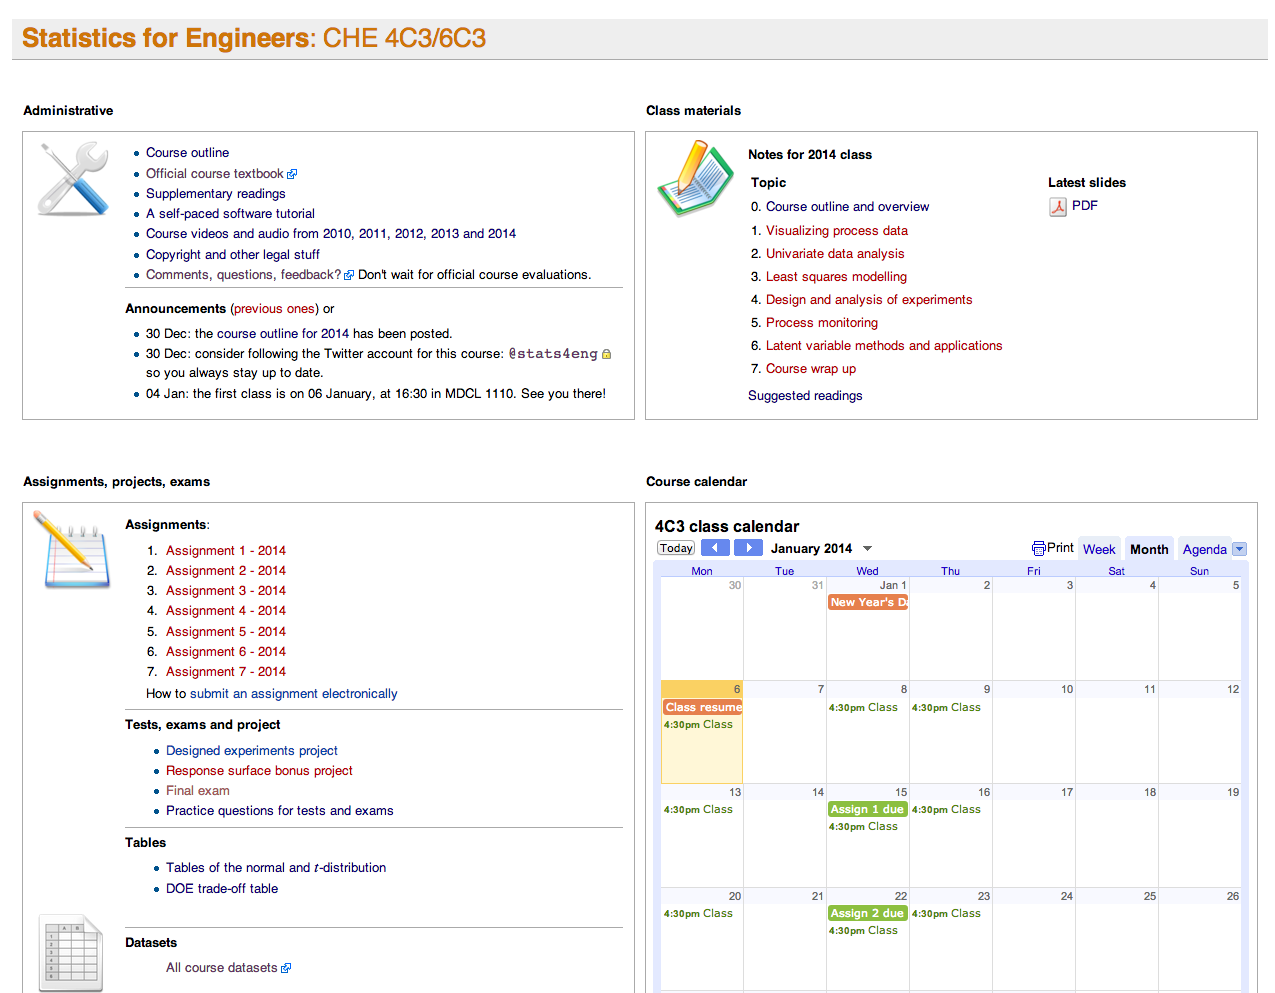 Statistics for Engineers: CHE 4C3/6C3
Administrative
Course outline
Official course textbook
Supplementary readings
A self-paced software tutorial
Course videos and audio from 2010, 2011, 2012, 2013 and 2014
Copyright and other legal stuff
Comments, questions, feedback? Don't wait for official course evaluations.
Announcements (previous ones) or
30 Dec: the course outline for 2014 has been posted.
30 Dec: consider following the Twitter account for this course: @stats4eng
so you always stay up to date.
04 Jan: the first class is on 06 January, at 16:30 in MDCL 1110. See you there!
Class materials
Notes for 2014 class
Topic Latest slides
0. Course outline and overview PDF
1. Visualizing process data
2. Univariate data analysis
3. Least squares modelling
4. Design and analysis of experiments
5. Process monitoring
6. Latent variable methods and applications
7. Course wrap up
Suggested readings
Assignments, projects, exams
Assignments:
1. Assignment 1 - 2014
2. Assignment 2 - 2014
3. Assignment 3 - 2014
4. Assignment 4 - 2014
5. Assignment 5 - 2014
6. Assignment 6 - 2014
7. Assignment 7 - 2014
How to submit an assignment electronically
Tests, exams and project
Designed experiments project
Response surface bonus project
Final exam
Practice questions for tests and exams
Tables
Tables of the normal and t-distribution
DOE trade-off table
Datasets
All course datasets
Course calendar
4C3 class calendar
Today January 2014 Print Week Month Agenda
Mon Tue Wed Thu Fri Sat Sun
30 31 Jan 1 2 3 4 5
New Year's Da
6 7 8 9 10 11 12
Class resume 4:30pm Class 4:30pm Class
4:30pm Class
13 14 15 16 17 18 19
4:30pm Class Assign 1 due 4:30pm Class
4:30pm Class
20 21 22 23 24 25 26
4:30pm Class Assign 2 due 4:30pm Class
4:30pm Class